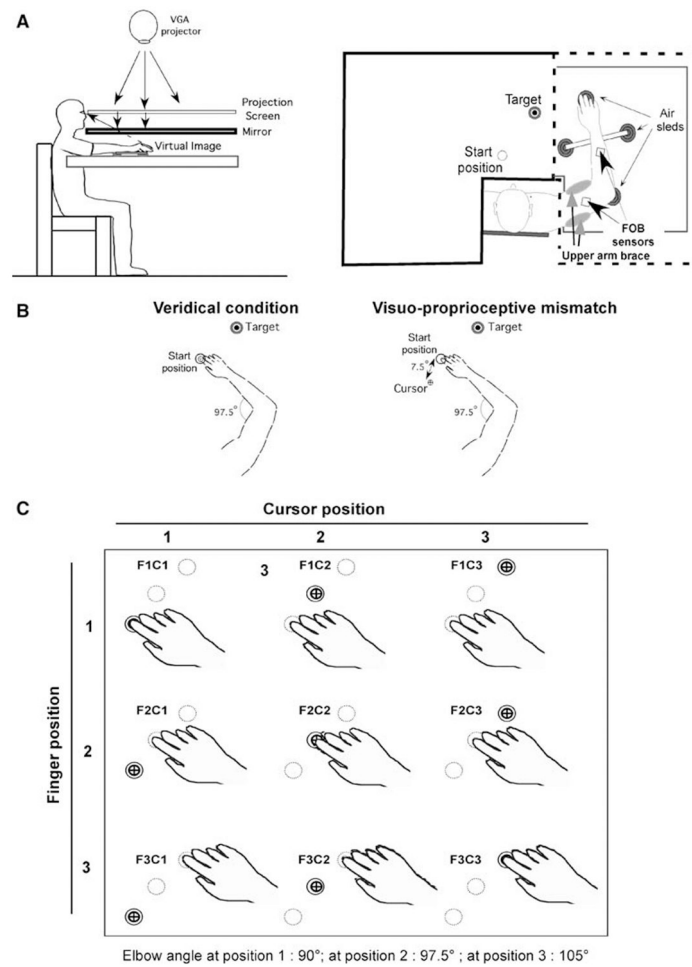 A
VGA
projector
Projection
Screen
Mirror
Virtual Image
Target
Start
position
Air
sleds
FOB
sensors
Upper arm brace
B
Veridical condition
Target
Start
position
97.5°
Visuo-proprioceptive mismatch
Target
Start
position
7.5°
Cursor
97.5°
C
Cursor position
1 2 3
Finger position
F1C1 3 F1C2 F1C3
1
F2C1 F2C2 F2C3
2
F3C1 F3C2 F3C3
3
Elbow angle at position 1 : 90°; at position 2 : 97.5° ; at position 3 : 105°